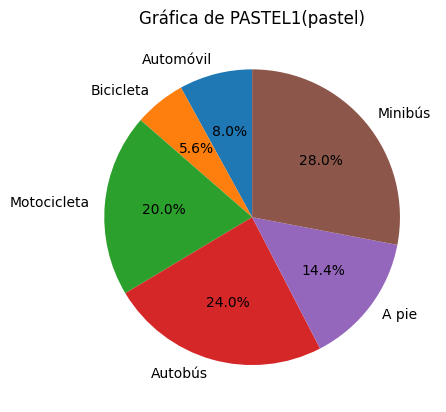 Gráfica de PASTEL1(pastel)
Automóvil
8.0%
Bicicleta
5.6%
Motocicleta
20.0%
Autobús
24.0%
A pie
14.4%
Minibús
28.0%